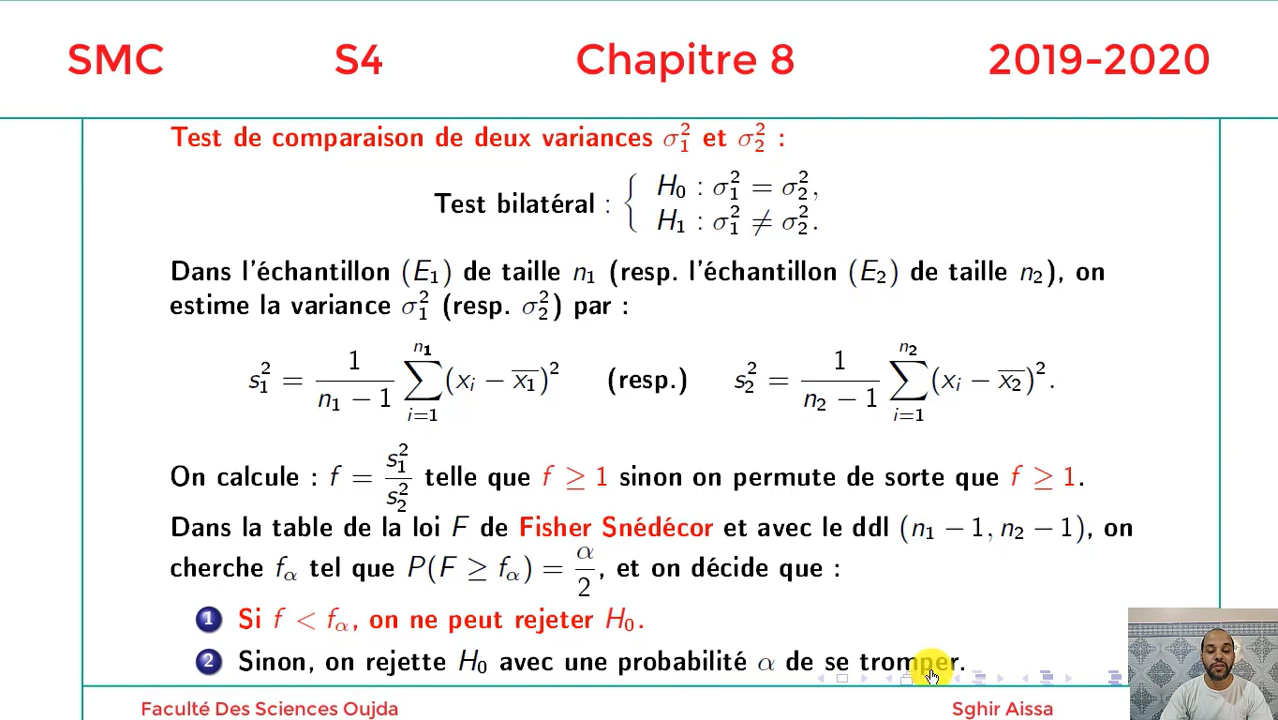 SMC S4 Chapitre 8 2019-2020
Test de comparaison de deux variances σ₁² et σ₂² :
Test bilatéral : { H₀ : σ₁² = σ₂²,
H₁ : σ₁² ≠ σ₂².
Dans l'échantillon (E₁) de taille n₁ (resp. l'échantillon (E₂) de taille n₂), on
estime la variance σ₁² (resp. σ₂²) par :
s₁² = 1/(n₁ − 1) ∑_{i=1}^{n₁} (xᵢ − x̅₁)² (resp.) s₂² = 1/(n₂ − 1) ∑_{i=1}^{n₂} (xᵢ − x̅₂)².
On calcule : f = s₁²/s₂² telle que f ≥ 1 sinon on permute de sorte que f ≥ 1.
Dans la table de la loi F de Fisher Snédécor et avec le ddl (n₁ − 1, n₂ − 1), on
cherche f_α tel que P(F ≥ f_α) = α/2, et on décide que :
1 Si f < f_α, on ne peut rejeter H₀.
2 Sinon, on rejette H₀ avec une probabilité α de se tromper.
Faculté Des Sciences Oujda Sghir Aissa